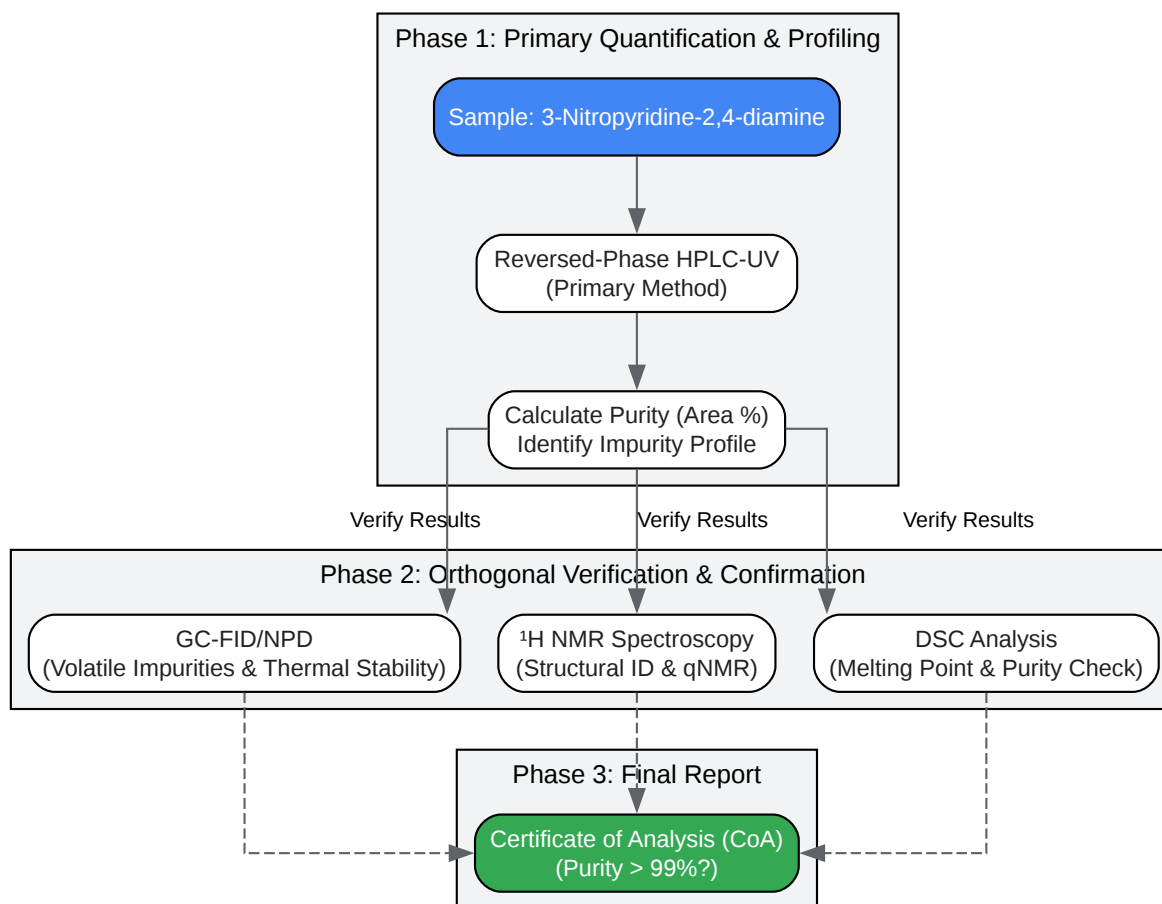 Phase 1: Primary Quantification & Profiling
Sample: 3-Nitropyridine-2,4-diamine
Reversed-Phase HPLC-UV
(Primary Method)
Calculate Purity (Area %)
Identify Impurity Profile
Verify Results
Verify Results
Verify Results
Phase 2: Orthogonal Verification & Confirmation
GC-FID/NPD
(Volatile Impurities & Thermal Stability)
¹H NMR Spectroscopy
(Structural ID & qNMR)
DSC Analysis
(Melting Point & Purity Check)
Phase 3: Final Report
Certificate of Analysis (CoA)
(Purity > 99%?)